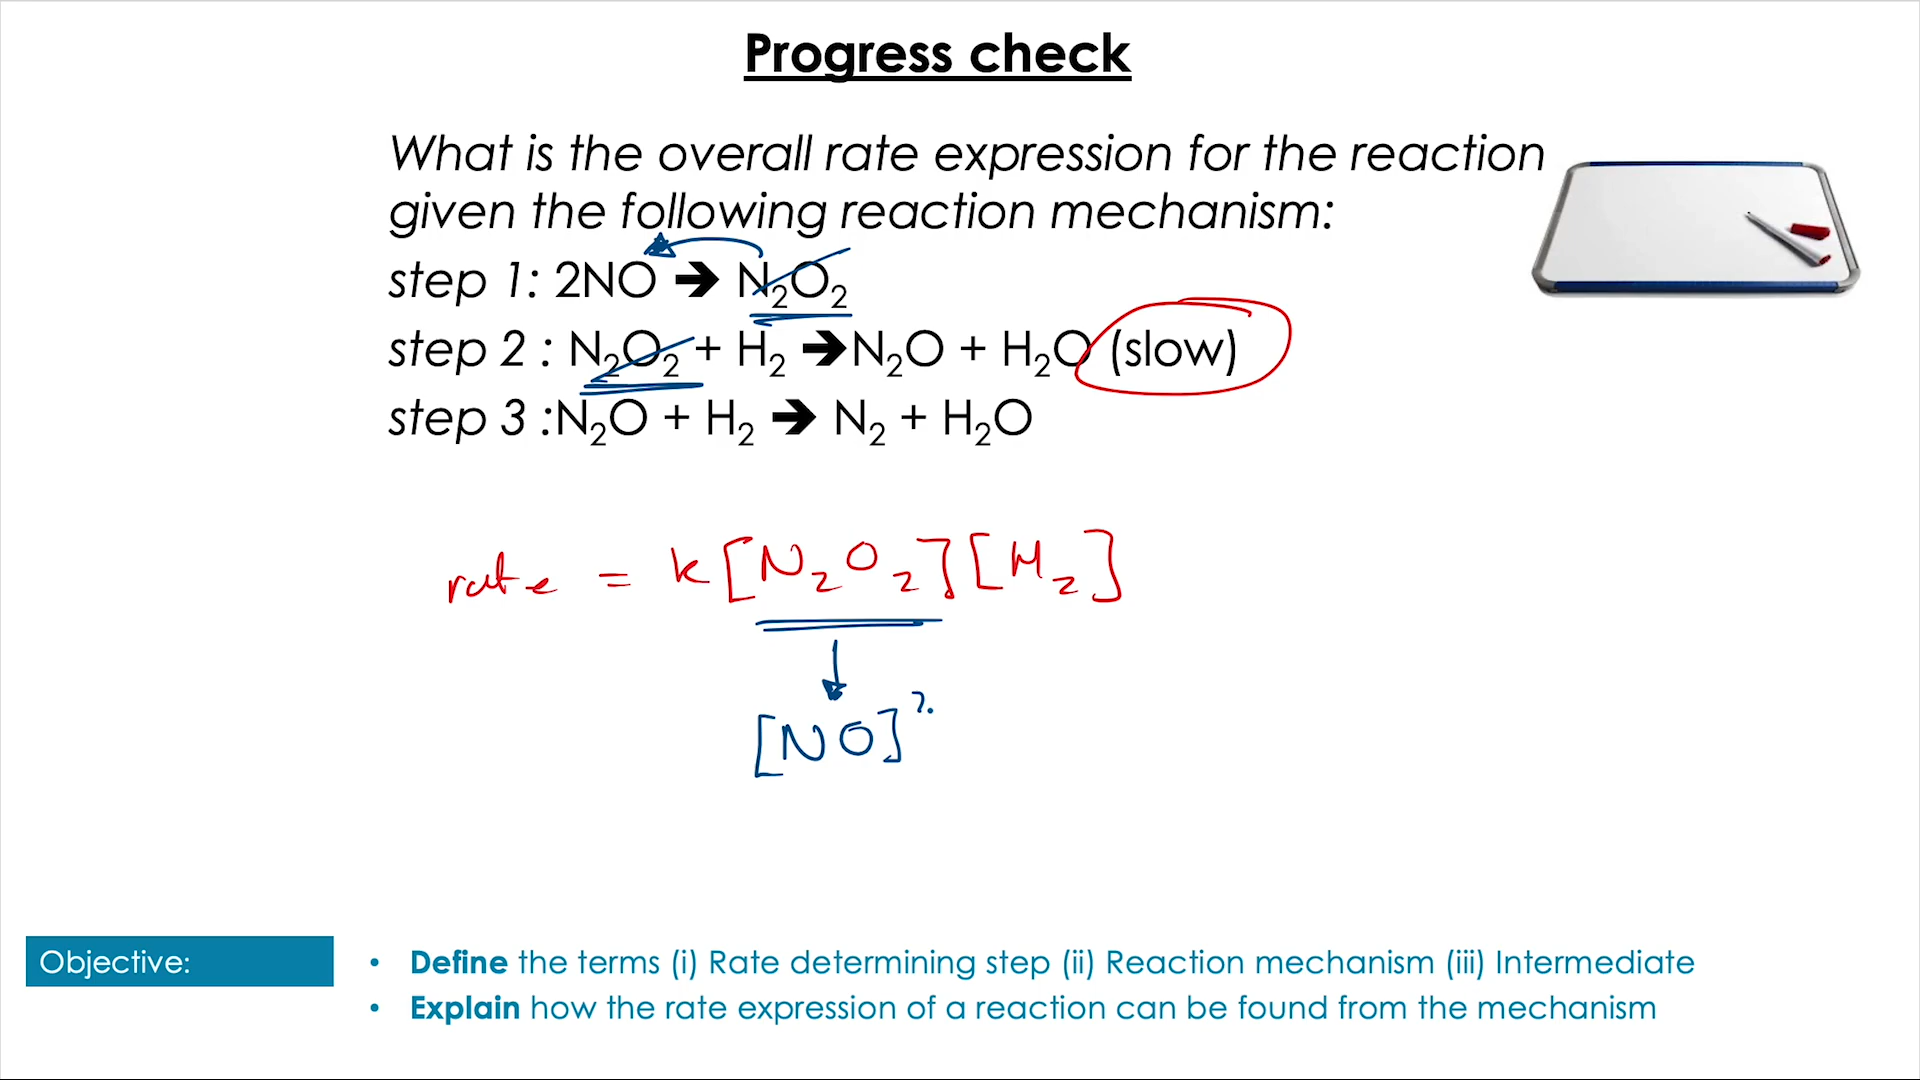 Progress check
What is the overall rate expression for the reaction
given the following reaction mechanism:
step 1: 2NO ➔ N₂O₂
step 2 : N₂O₂ + H₂ ➔N₂O + H₂O (slow)
step 3 :N₂O + H₂ ➔ N₂ + H₂O
rate = k[N₂O₂][H₂]
[NO]²
Objective:
• Define the terms (i) Rate determining step (ii) Reaction mechanism (iii) Intermediate
• Explain how the rate expression of a reaction can be found from the mechanism